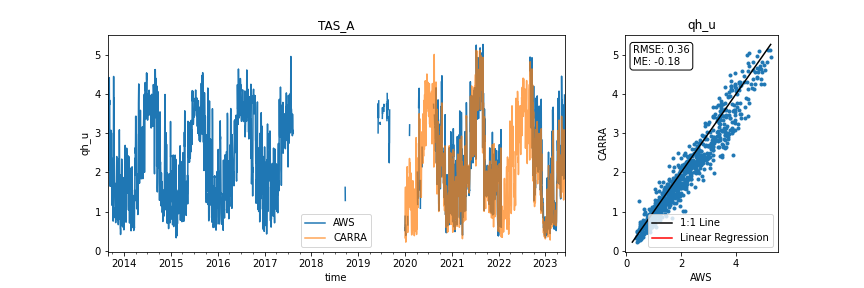 TAS_A
qh_u
5
4
3
2
1
0
qh_u
AWS
CARRA
2014 2015 2016 2017 2018 2019 2020 2021 2022 2023
time
RMSE: 0.36
ME: -0.18
5
4
3
2
1
0
CARRA
1:1 Line
Linear Regression
0 2 4
AWS